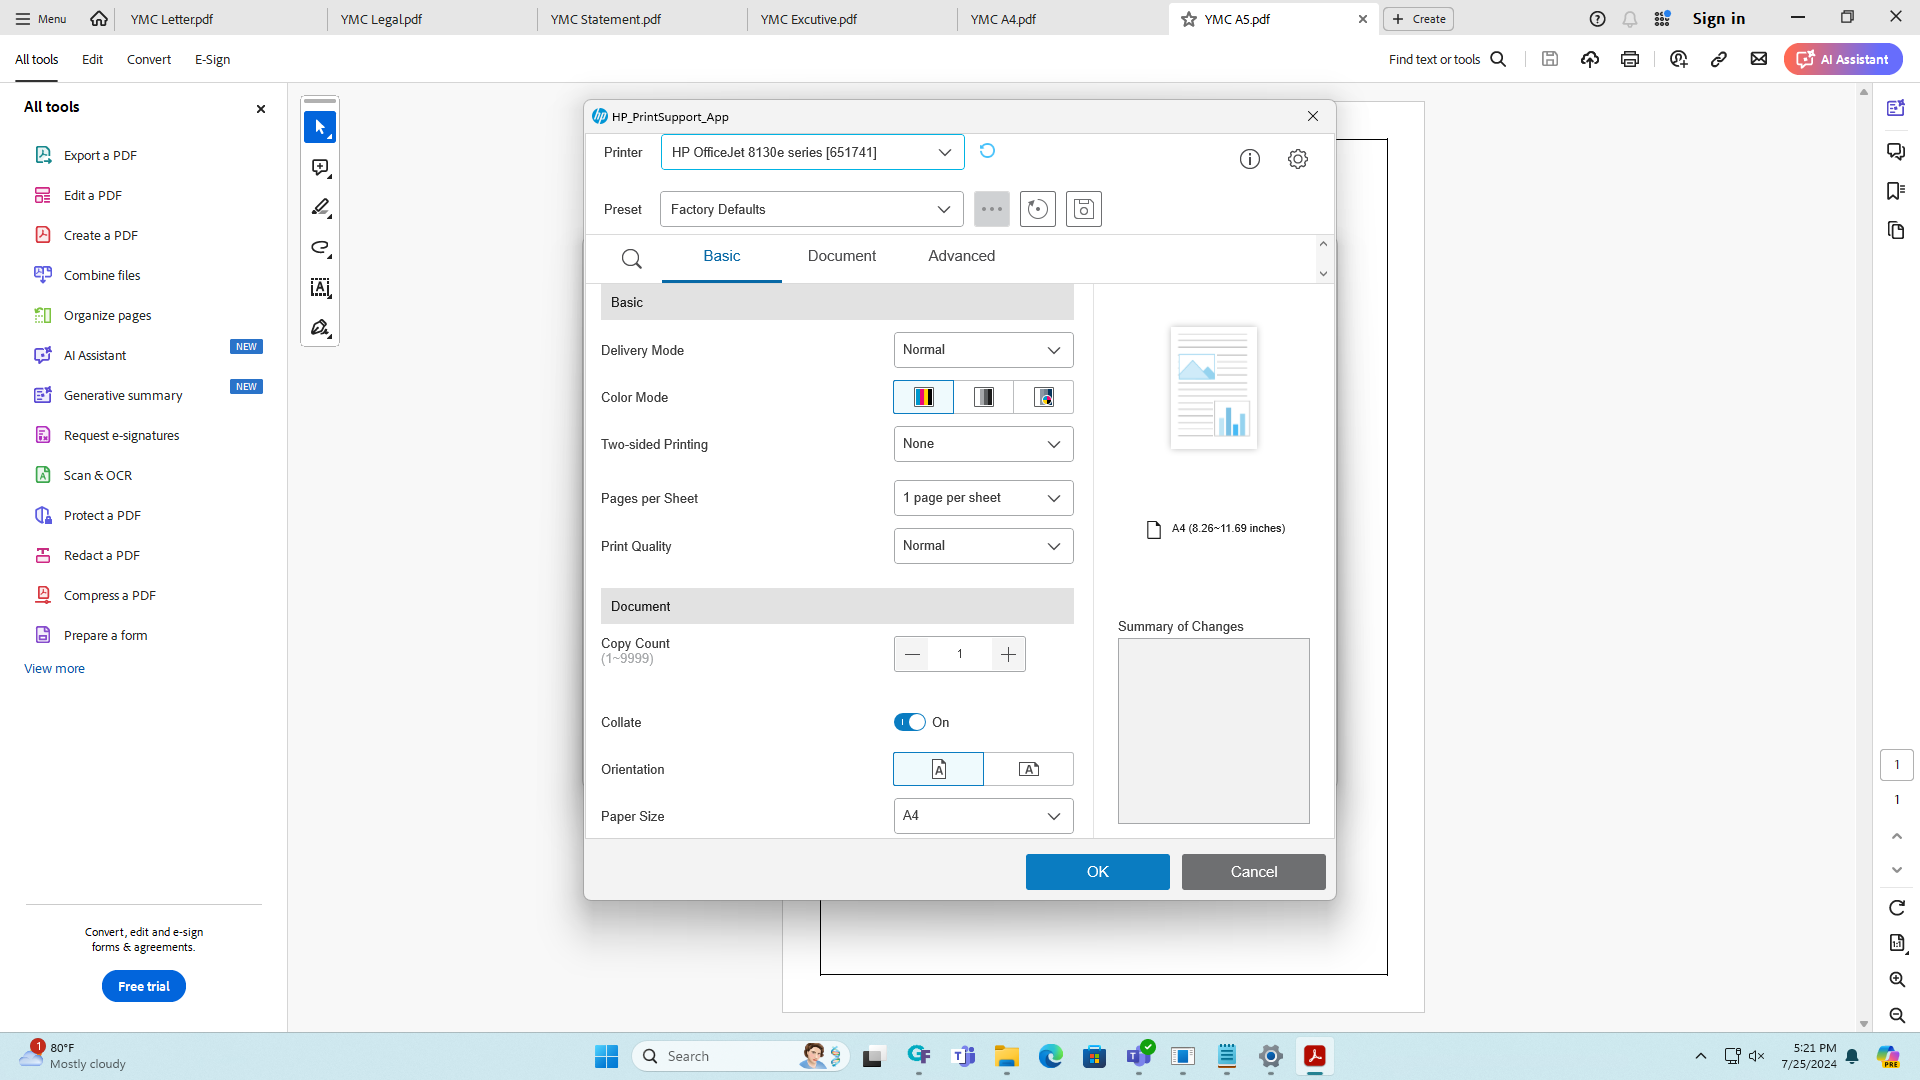 Menu
YMC Letter.pdf
YMC Legal.pdf
YMC Statement.pdf
YMC Excutive.pdf
YMC A4.pdf
YMC A5.pdf
Create
Sign in
All tools
Edit
Convert
E-Sign
Find text or tools
AI Assistant
All tools
Export a PDF
Edit a PDF
Create a PDF
Combine files
Organize pages
AI Assistant
NEW
Generative summary
NEW
Request e-signatures
Scan & OCR
Protect a PDF
Redact a PDF
Compress a PDF
Prepare a form
View more
Convert, edit and e-sign
forms & agreements.
Free trial
HP_PrintSupport_App
Printer
HP OfficeJet 8130e series [651741]
Preset
Factory Defaults
Basic
Document
Advanced
Basic
Delivery Mode
Normal
Color Mode
Two-sided Printing
None
Pages per Sheet
1 page per sheet
Print Quality
Normal
Document
Copy Count
(1~9999)
1
Collate
On
Orientation
Paper Size
A4
A4 (8.26~11.69 inches)
Summary of Changes
OK
Cancel
1
1
1
80°F
Mostly cloudy
Search
5:21 PM
7/25/2024
PRE